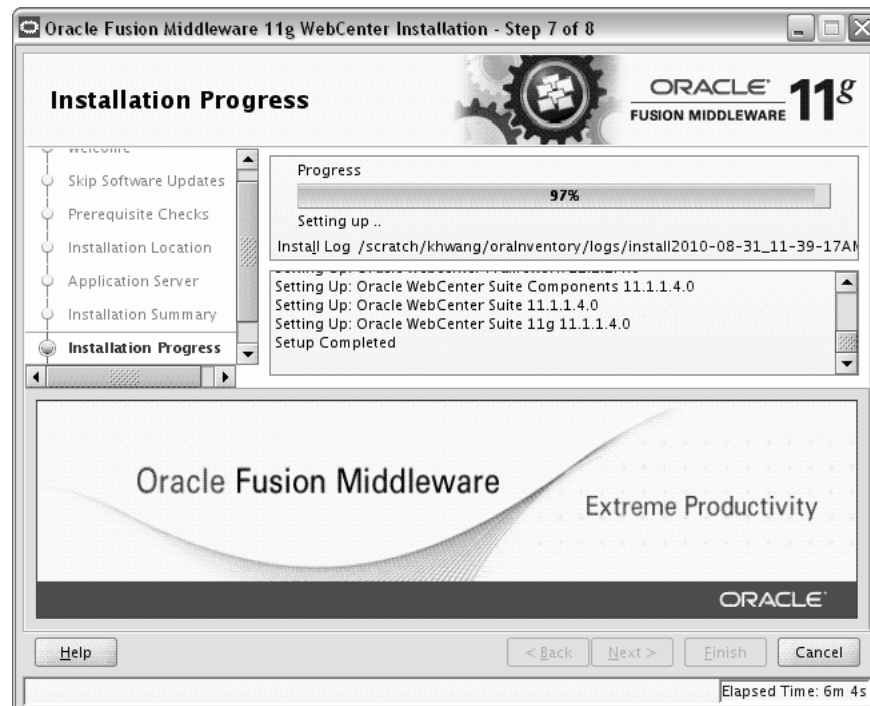 Oracle Fusion Middleware 11g WebCenter Installation - Step 7 of 8
Installation Progress
ORACLE
FUSION MIDDLEWARE 11g
Welcome
Skip Software Updates
Prerequisite Checks
Installation Location
Application Server
Installation Summary
Installation Progress
Progress
97%
Setting up ..
Install Log /scratch/khwang/oraInventory/logs/install2010-08-31_11-39-17AM
Setting Up: Oracle WebCenter Suite Components 11.1.1.4.0
Setting Up: Oracle WebCenter Suite 11.1.1.4.0
Setting Up: Oracle WebCenter Suite 11g 11.1.1.4.0
Setup Completed
Oracle Fusion Middleware
Extreme Productivity
ORACLE
Help
< Back
Next >
Finish
Cancel
Elapsed Time: 6m 4s